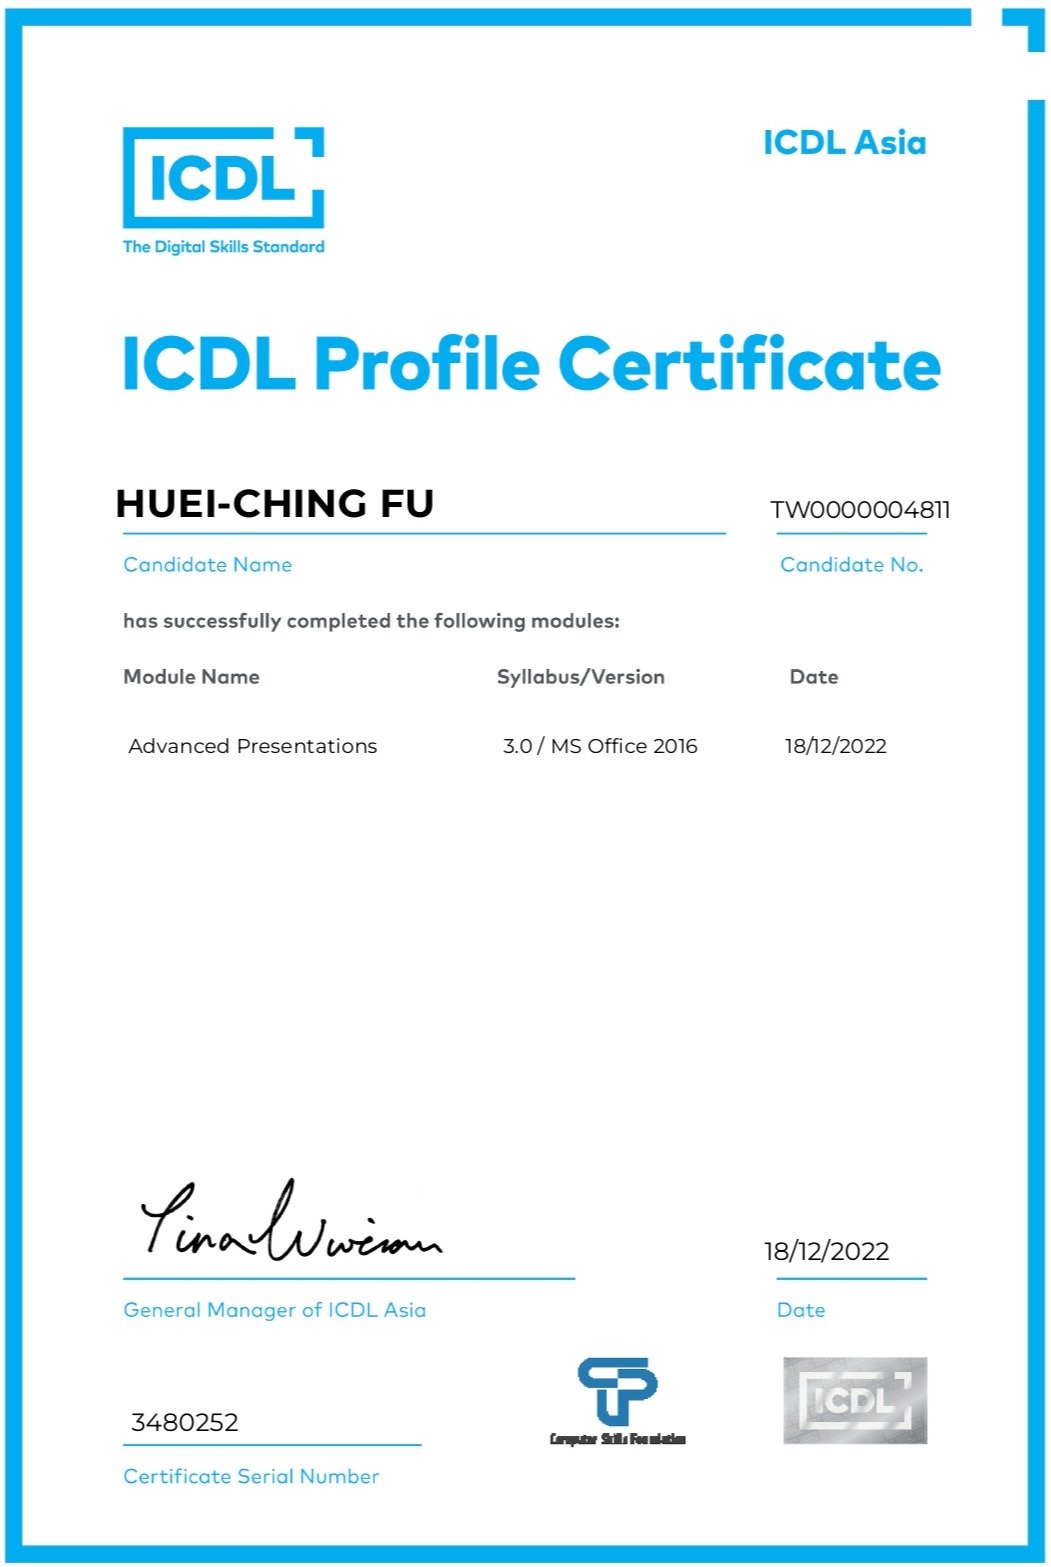 ICDL
The Digital Skills Standard
ICDL Asia
ICDL Profile Certificate
HUEI-CHING FU
TW0000004811
Candidate Name
Candidate No.
has successfully completed the following modules:
Module Name Syllabus/Version Date
Advanced Presentations 3.0 / MS Office 2016 18/12/2022
18/12/2022
General Manager of ICDL Asia
Date
3480252
Certificate Serial Number
Computer Skills Foundation
ICDL